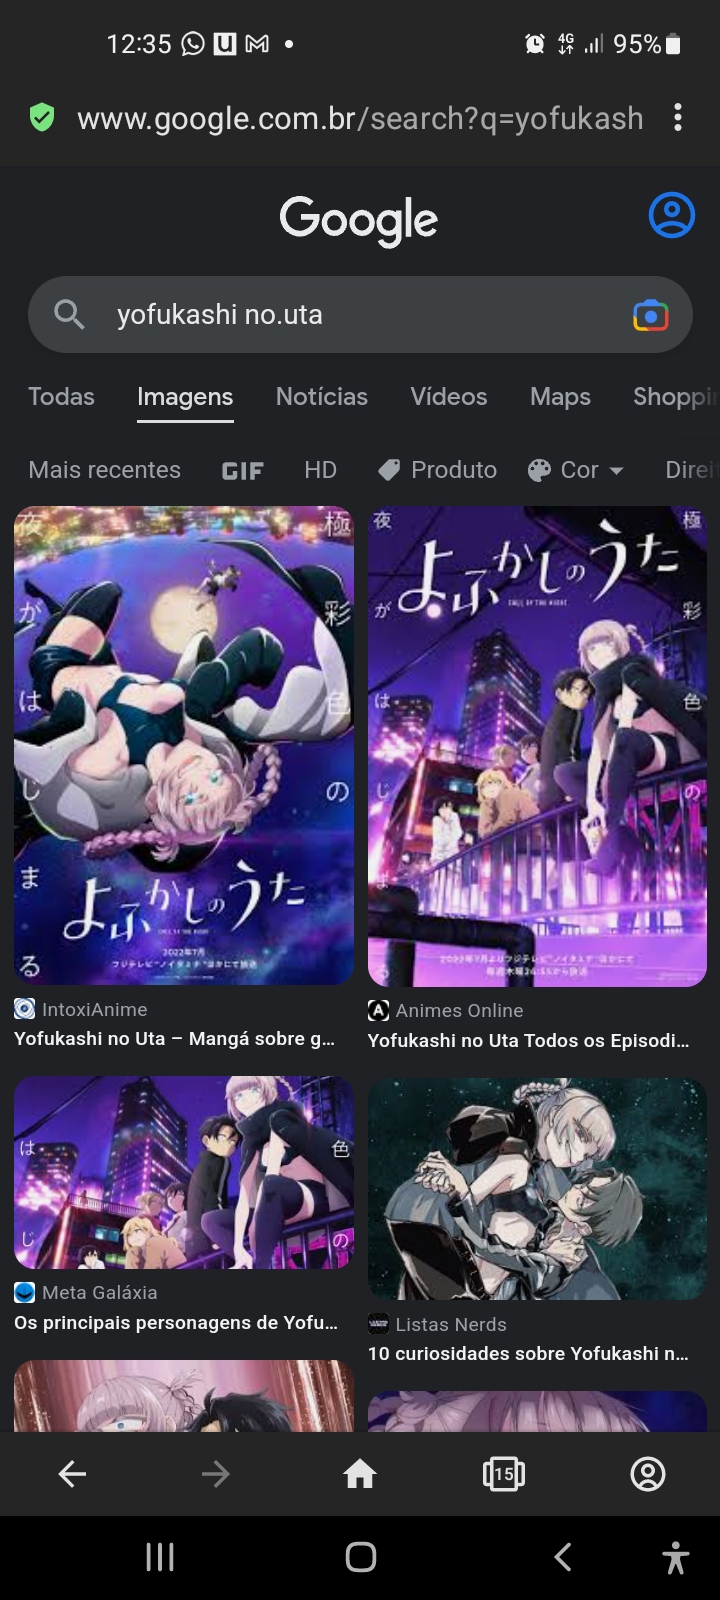 12:35
4G
95%
www.google.com.br/search?q=yofukash
Google
yofukashi no.uta
Todas Imagens Notícias Vídeos Maps Shoppi
Mais recentes GIF HD Produto Cor Direi
夜 極
が 彩
は 色
じ の
ま
る
よふかしのうた
CALL OF THE NIGHT
2022年7月
フジテレビ"ノイタミナ"ほかにて放送
夜 極
よふかしのうた
CALL OF THE NIGHT
が 彩
は 色
じ の
ま
る
2022年7月よりフジテレビ"ノイタミナ"ほかにて
毎週木曜24:55から放送
IntoxiAnime
Yofukashi no Uta – Mangá sobre g...
Animes Online
Yofukashi no Uta Todos os Episodi...
は 色
じ の
Meta Galáxia
Os principais personagens de Yofu...
Listas Nerds
10 curiosidades sobre Yofukashi n...
15